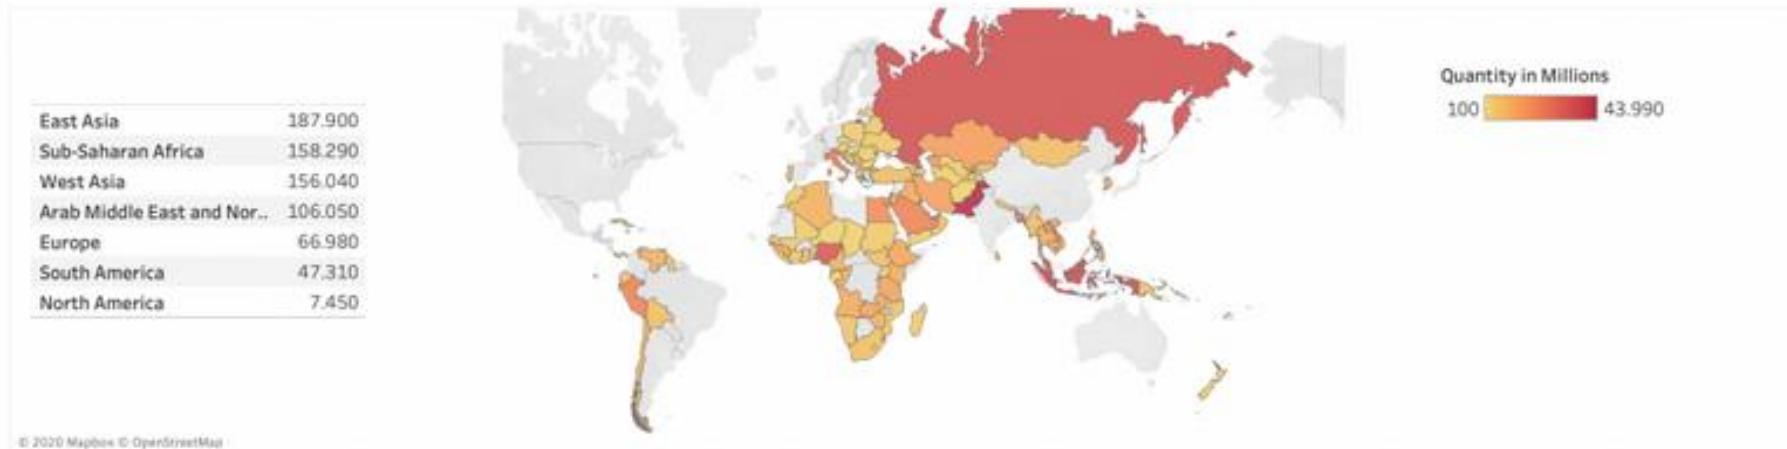 East Asia 187.900
Sub-Saharan Africa 158.290
West Asia 156.040
Arab Middle East and Nor.. 106.050
Europe 66.980
South America 47.310
North America 7.450
Quantity in Millions
100 43.990
© 2020 Mapbox © OpenStreetMap